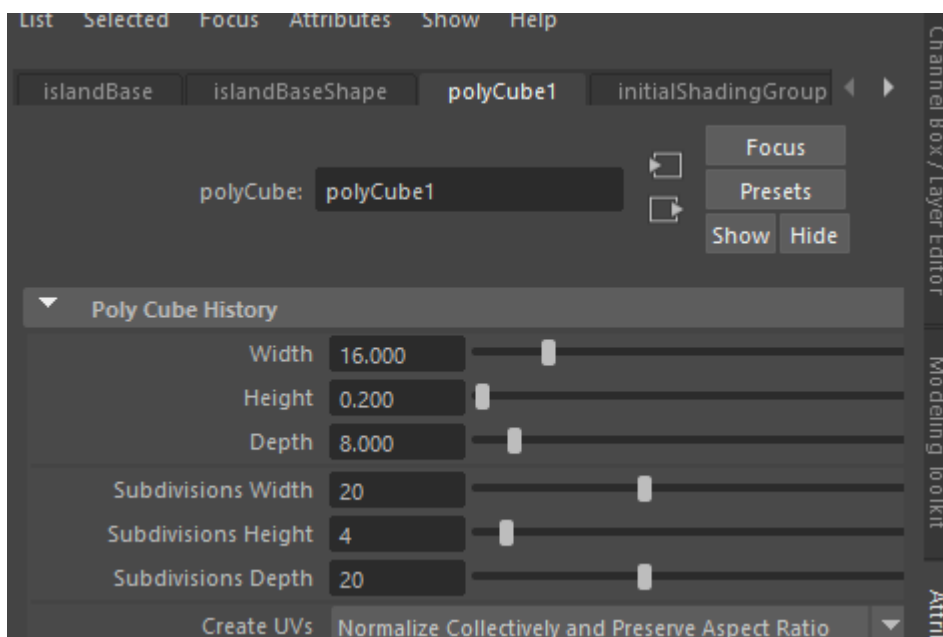 List Selected Focus Attributes Show Help
islandBase islandBaseShape polyCube1 initialShadingGroup
Focus
polyCube: polyCube1
Presets
Show Hide
Poly Cube History
Width 16.000
Height 0.200
Depth 8.000
Subdivisions Width 20
Subdivisions Height 4
Subdivisions Depth 20
Create UVs Normalize Collectively and Preserve Aspect Ratio
Channel Box / Layer Editor
Modeling Toolkit
Attri